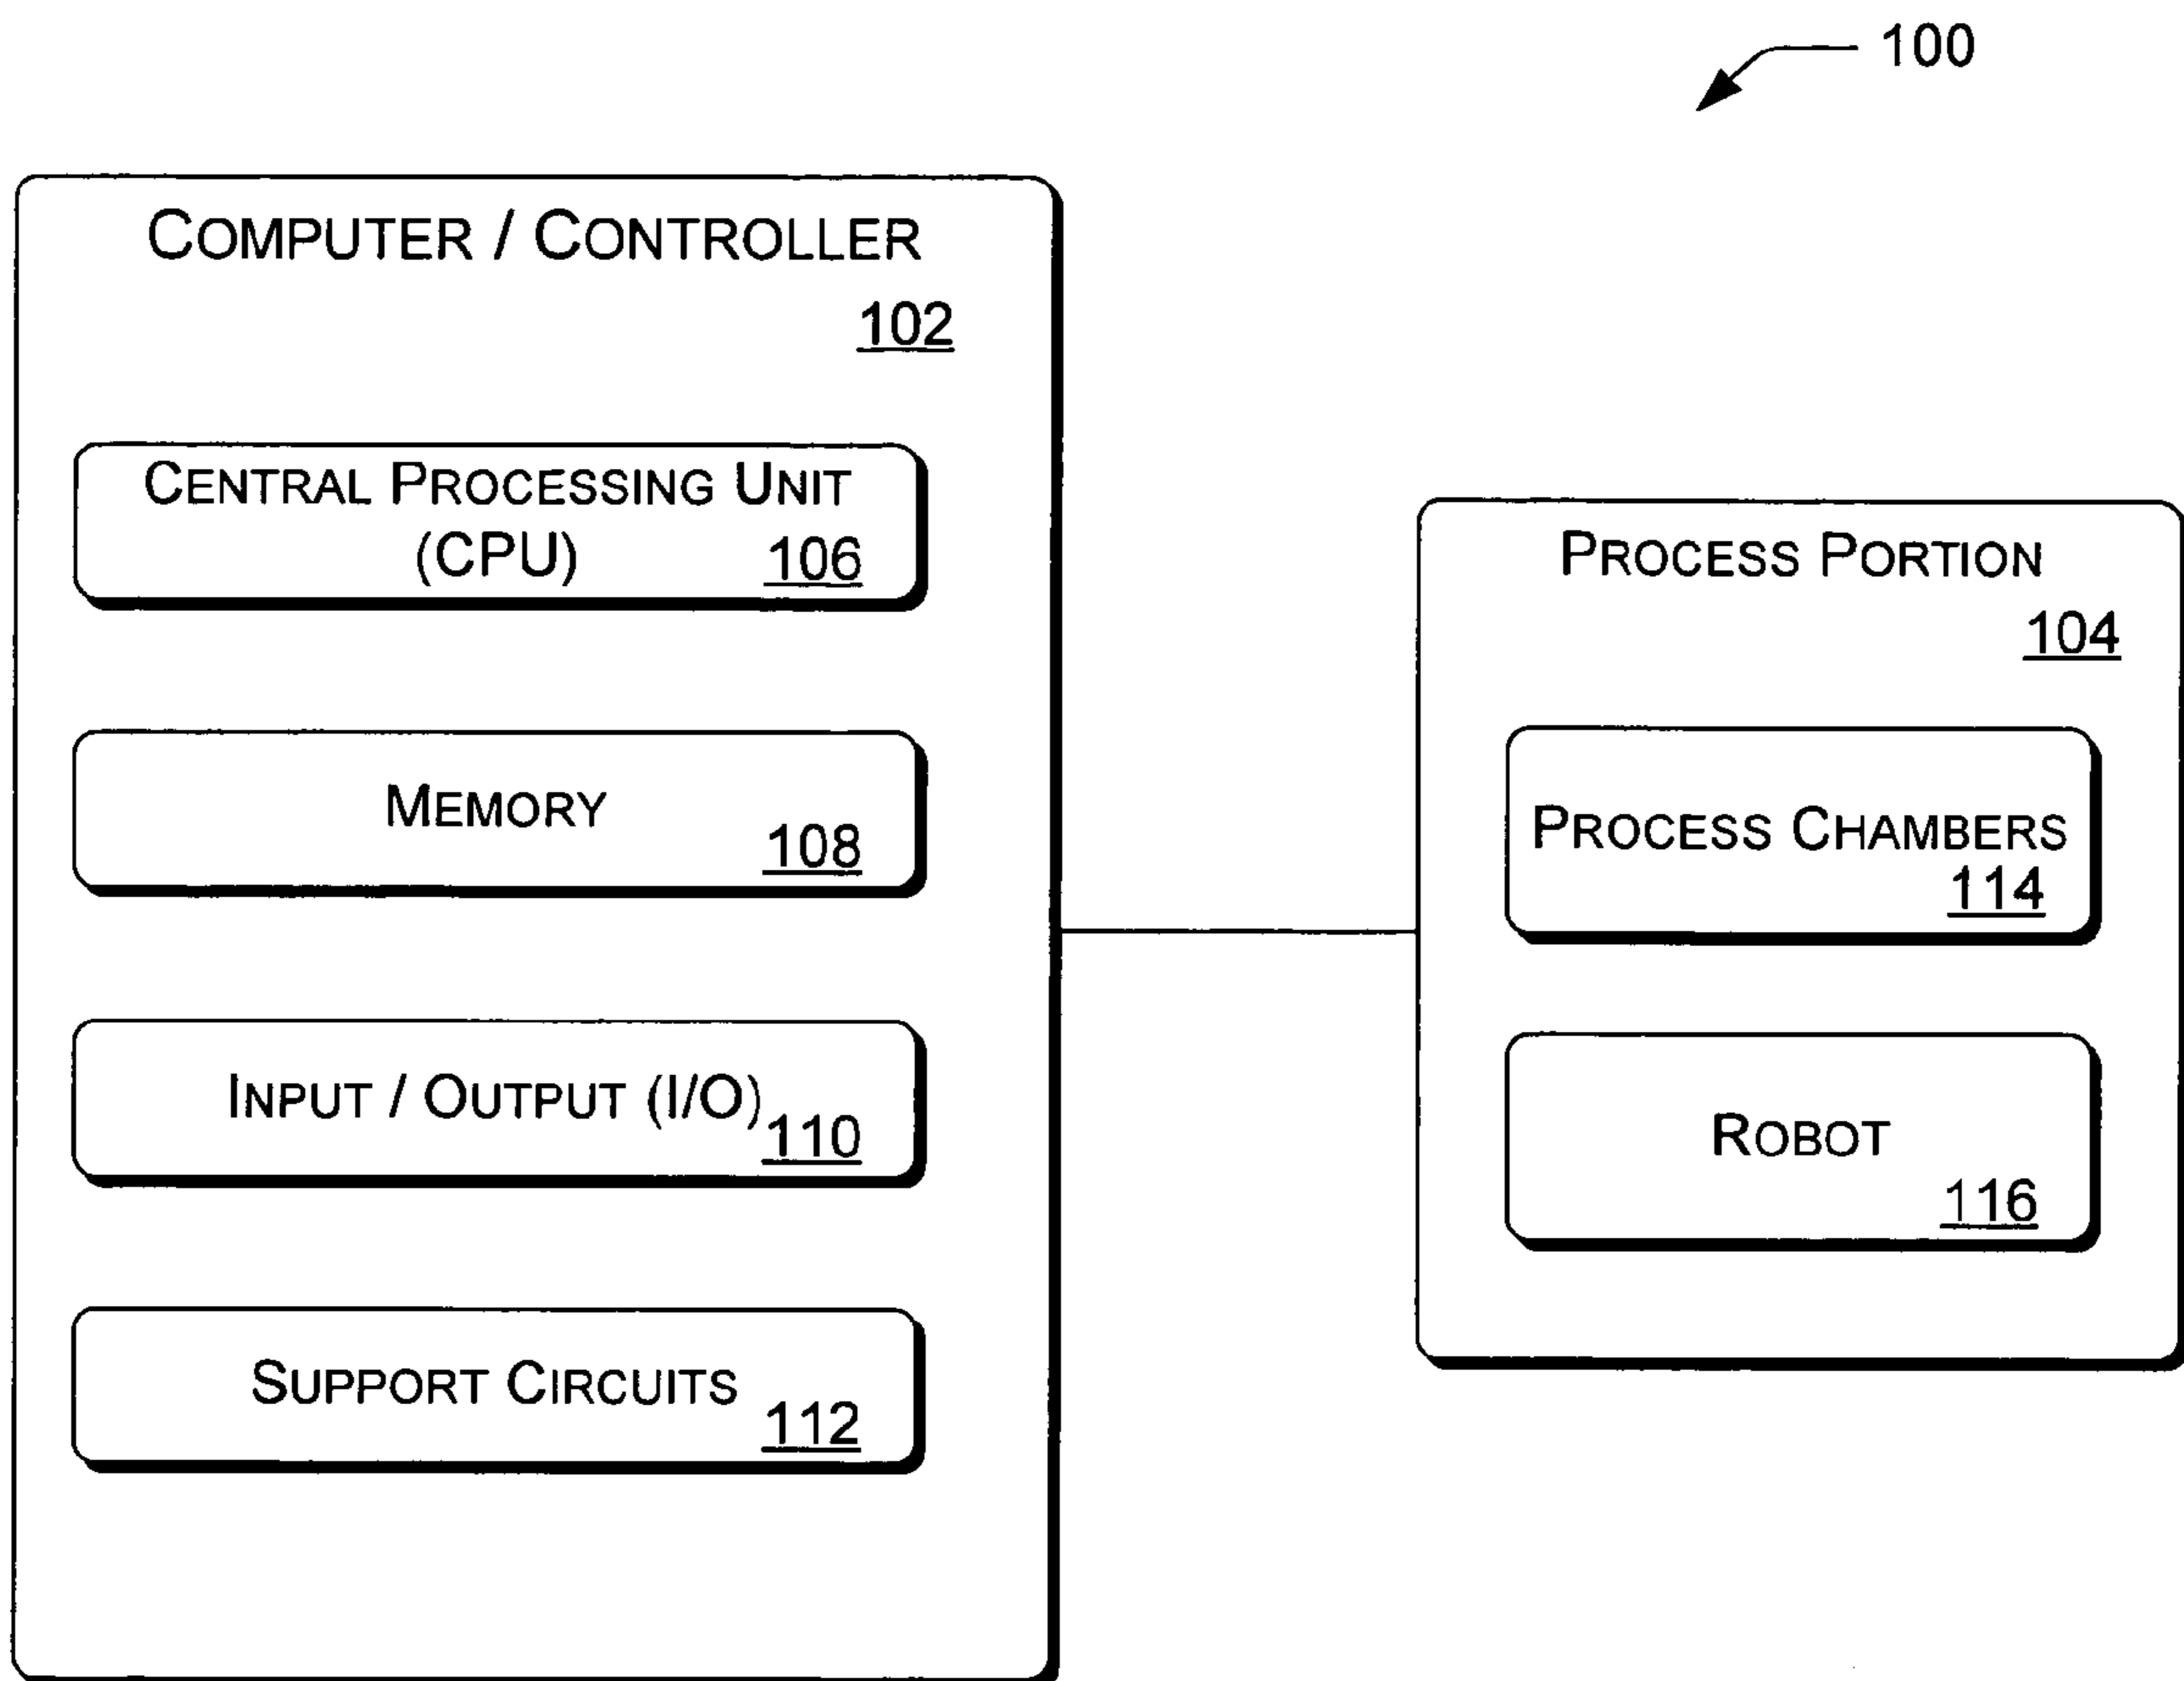 100
COMPUTER / CONTROLLER
102
CENTRAL PROCESSING UNIT
(CPU) 106
MEMORY
108
INPUT / OUTPUT (I/O)
110
SUPPORT CIRCUITS
112
PROCESS PORTION
104
PROCESS CHAMBERS
114
ROBOT
116